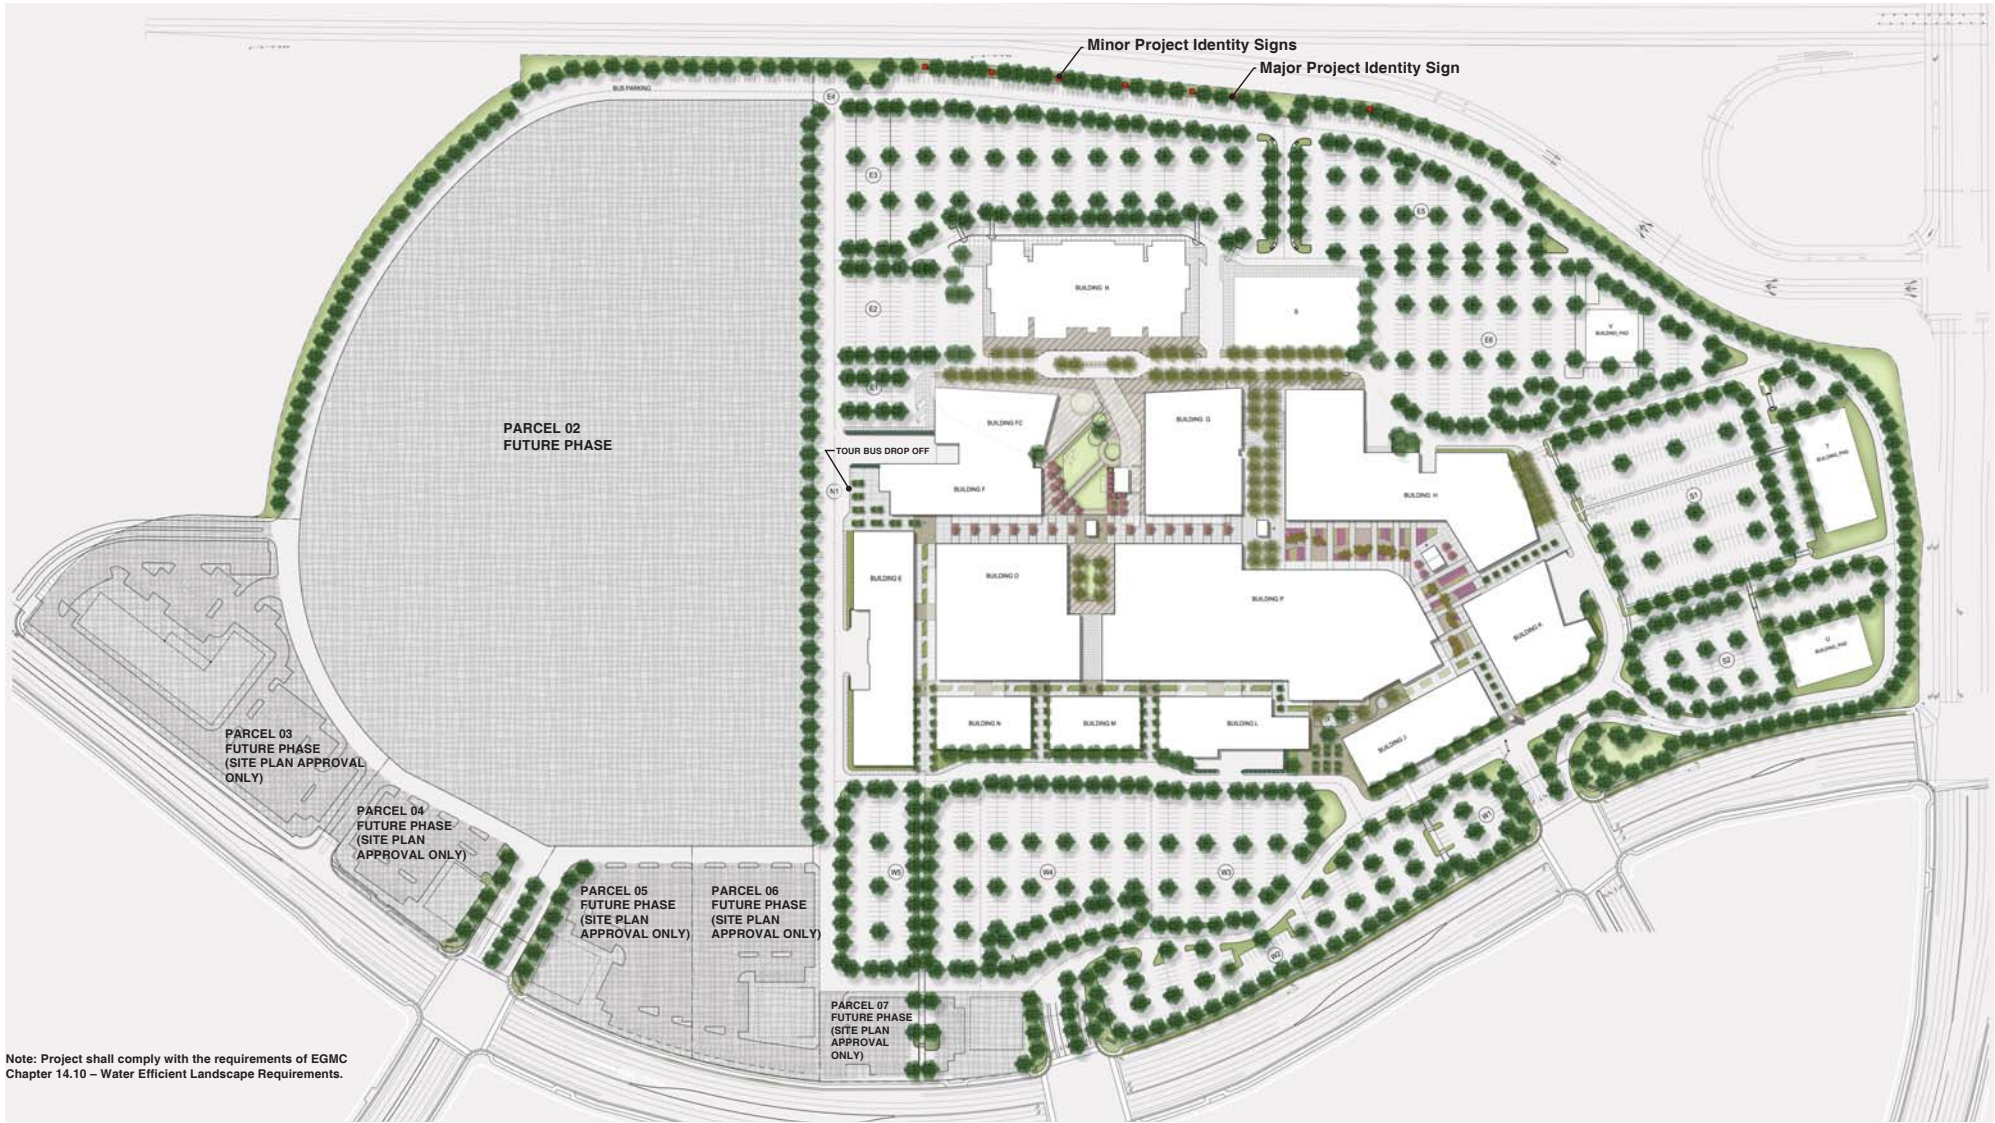 Minor Project Identity Signs
Major Project Identity Sign
BUS PARKING
E4
E3
E5
E2
E6
E1
BUILDING R
S
V
BUILDING_PAD
PARCEL 02
FUTURE PHASE
BUILDING FC
BUILDING G
TOUR BUS DROP OFF
N1
BUILDING F
BUILDING H
S1
T
BUILDING_PAD
BUILDING E
BUILDING O
BUILDING P
BUILDING K
S2
U
BUILDING_PAD
BUILDING N
BUILDING M
BUILDING L
BUILDING J
PARCEL 03
FUTURE PHASE
(SITE PLAN APPROVAL
ONLY)
PARCEL 04
FUTURE PHASE
(SITE PLAN
APPROVAL ONLY)
W1
W5
W4
W3
W2
PARCEL 05
FUTURE PHASE
(SITE PLAN
APPROVAL ONLY)
PARCEL 06
FUTURE PHASE
(SITE PLAN
APPROVAL ONLY)
PARCEL 07
FUTURE PHASE
(SITE PLAN
APPROVAL
ONLY)
Note: Project shall comply with the requirements of EGMC
Chapter 14.10 – Water Efficient Landscape Requirements.